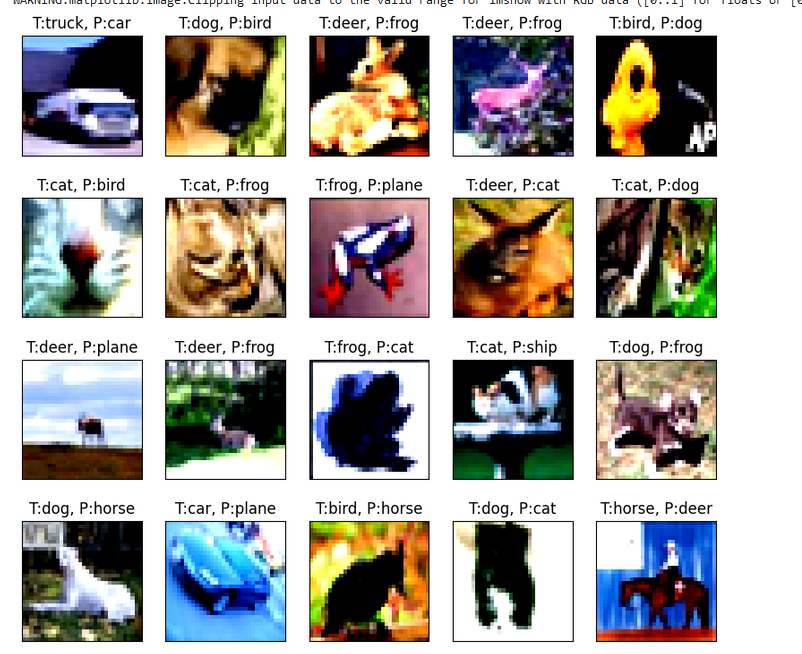 WARNING:matplotlib.image:Clipping input data to the valid range for imshow with RGB data ([0..1] for floats or [0
T:truck, P:car
T:dog, P:bird
T:deer, P:frog
T:deer, P:frog
T:bird, P:dog
AP
T:cat, P:bird
T:cat, P:frog
T:frog, P:plane
T:deer, P:cat
T:cat, P:dog
T:deer, P:plane
T:deer, P:frog
T:frog, P:cat
T:cat, P:ship
T:dog, P:frog
T:dog, P:horse
T:car, P:plane
T:bird, P:horse
T:dog, P:cat
T:horse, P:deer